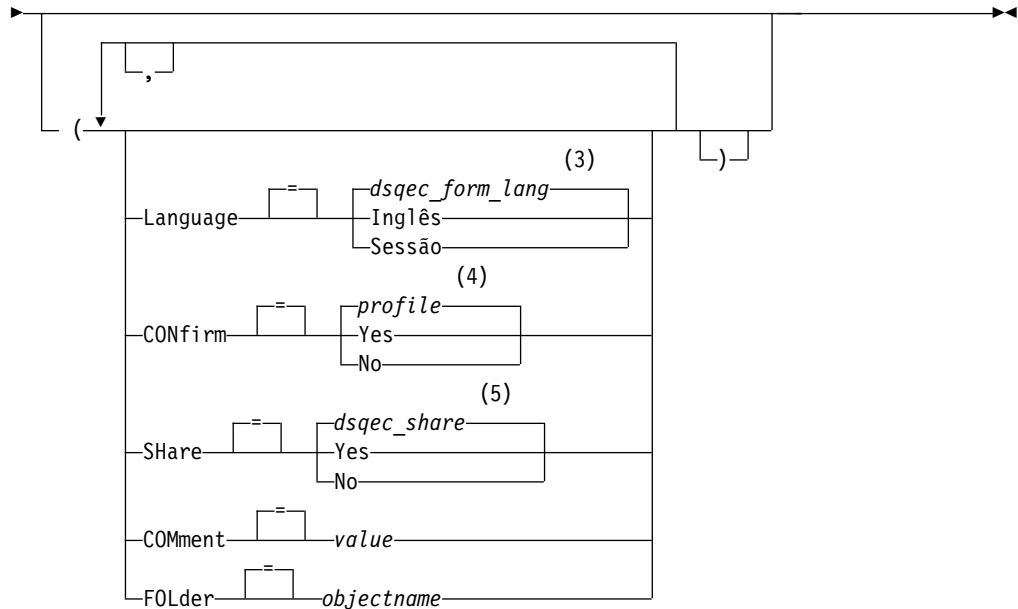 ,
(
)
(3)
=
dsqec_form_lang
Language
Inglês
Sessão
(4)
=
profile
CONfirm
Yes
No
(5)
=
dsqec_share
SHare
Yes
No
=
COMment value
=
FOLder objectname